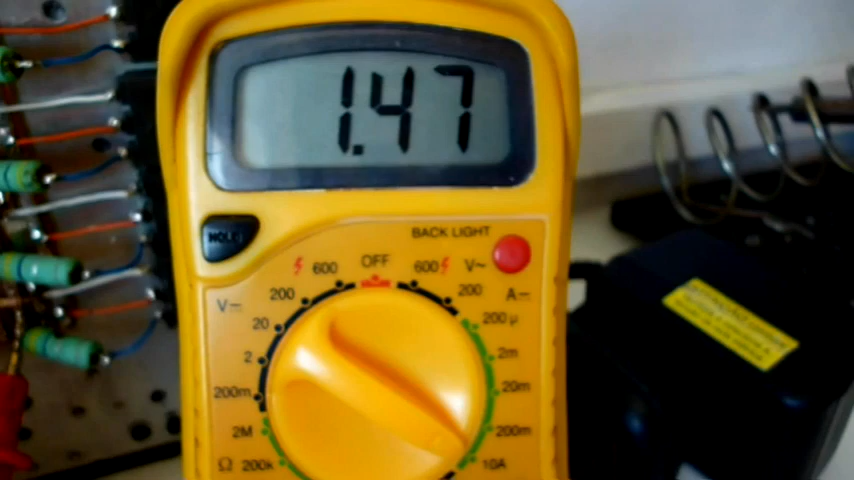 1.47
HOLD
BACK LIGHT
OFF
600
600
V~
200
200
V⎓
A⎓
20
200µ
2
2m
200m
20m
2M
200m
Ω
200k
10A